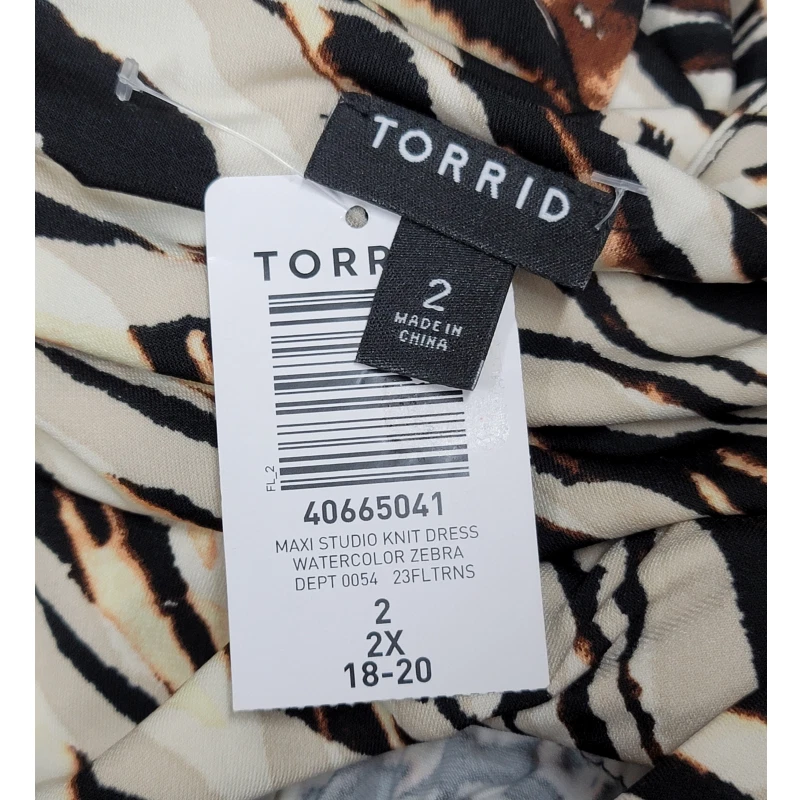 TORRID
2
MADE IN
CHINA
TORR
FL_2
40665041
MAXI STUDIO KNIT DRESS
WATERCOLOR ZEBRA
DEPT 0054 23FLTRNS
2
2X
18-20